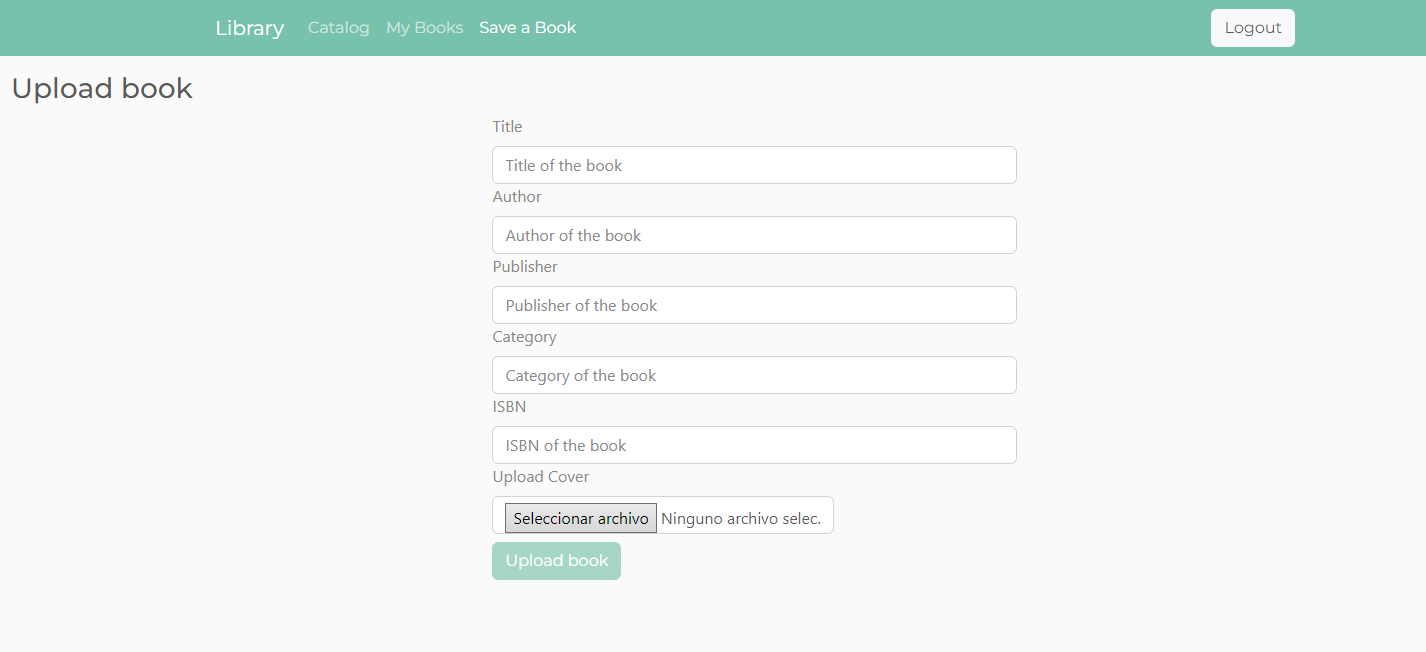 Library Catalog My Books Save a Book Logout
Upload book
Title
Title of the book
Author
Author of the book
Publisher
Publisher of the book
Category
Category of the book
ISBN
ISBN of the book
Upload Cover
Seleccionar archivo Ninguno archivo selec.
Upload book